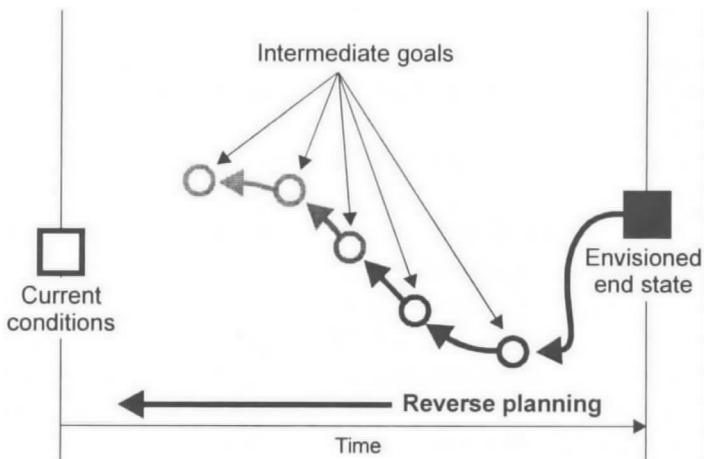 Intermediate goals
Envisioned
end state
Current
conditions
Reverse planning
Time